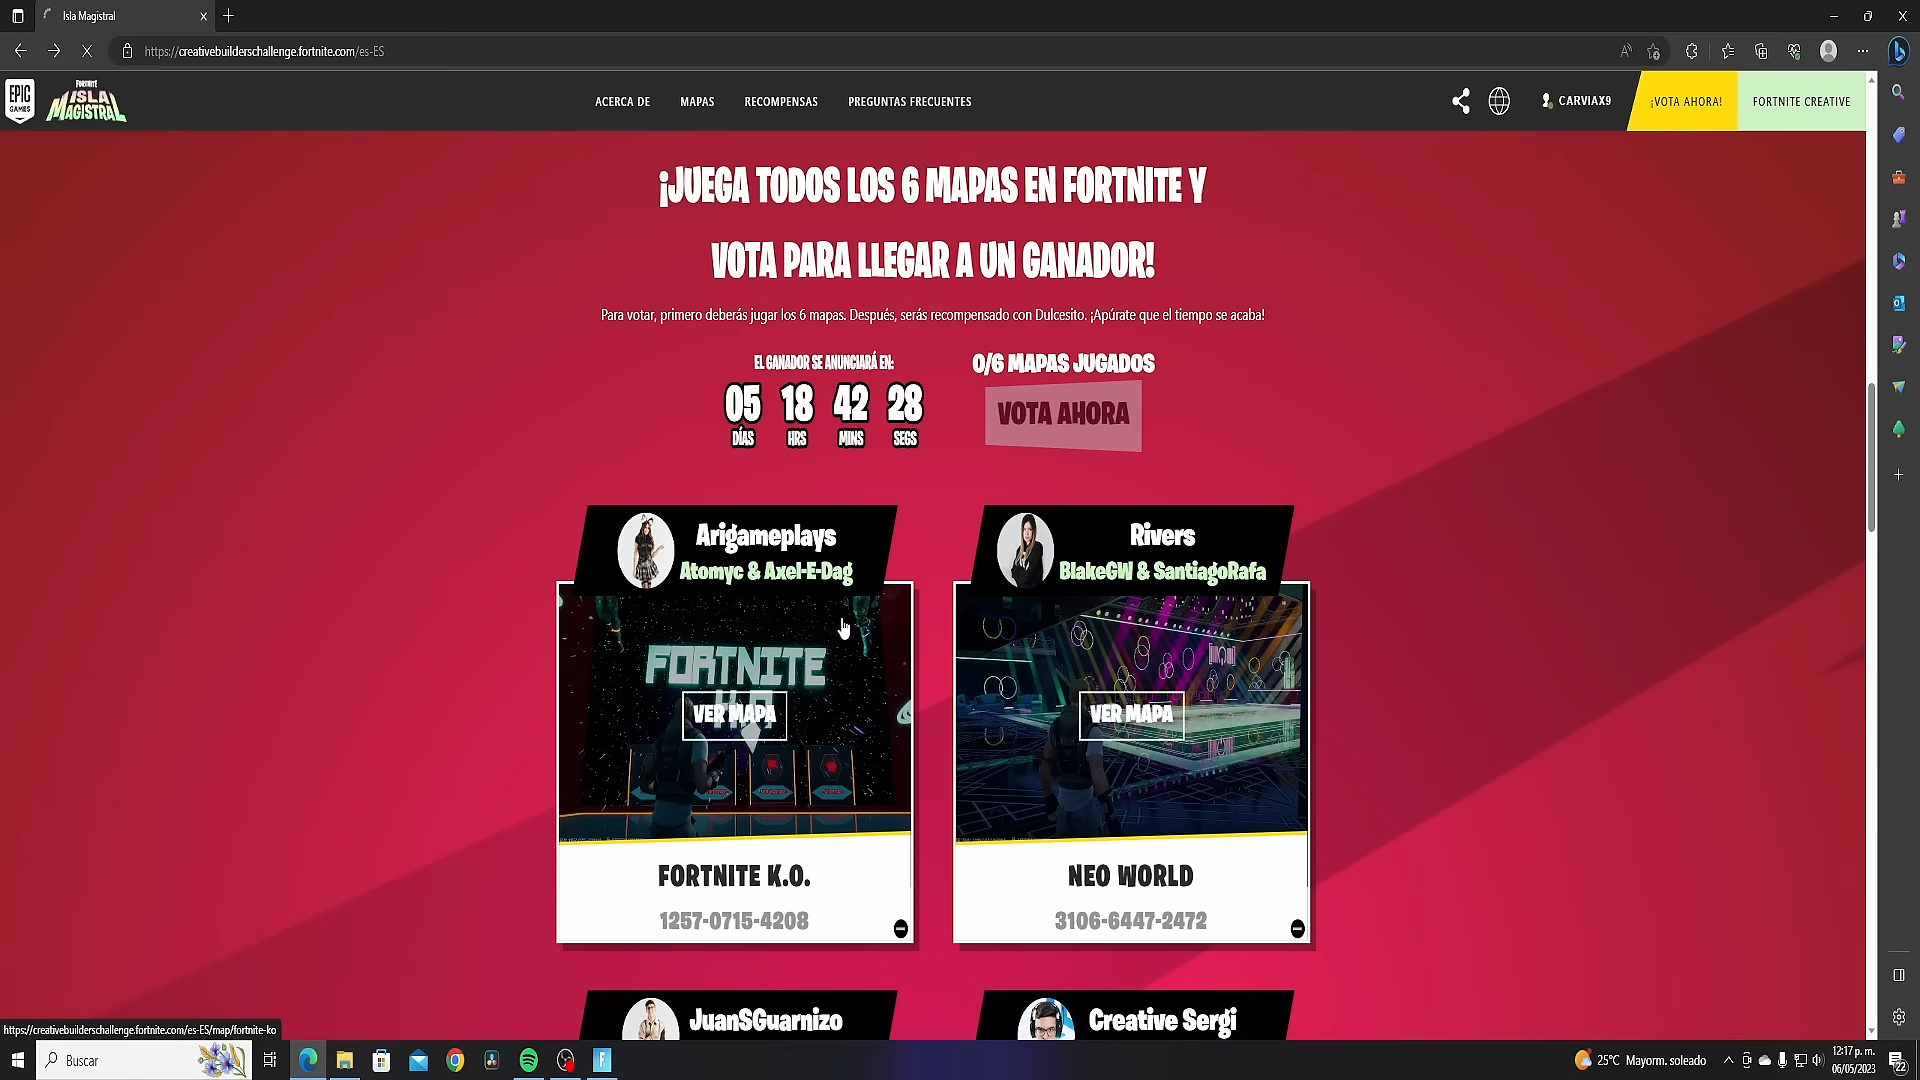 Isla Magistral
https://creativebuilderschallenge.fortnite.com/es-ES
EPIC
GAMES
FORTNITE
ISLA
MAGISTRAL
ACERCA DE
MAPAS
RECOMPENSAS
PREGUNTAS FRECUENTES
CARVIAX9
¡VOTA AHORA!
FORTNITE CREATIVE
¡JUEGA TODOS LOS 6 MAPAS EN FORTNITE Y
VOTA PARA LLEGAR A UN GANADOR!
Para votar, primero deberás jugar los 6 mapas. Después, serás recompensado con Dulcesito. ¡Apúrate que el tiempo se acaba!
EL GANADOR SE ANUNCIARÁ EN:
05 18 42 28
DÍAS HRS MINS SEGS
0/6 MAPAS JUGADOS
VOTA AHORA
Arigameplays
Atomyc & Axel-E-Dag
FORTNITE
K.O.
VER MAPA
FORTNITE K.O.
1257-0715-4208
Rivers
BlakeGW & SantiagoRafa
VER MAPA
NEO WORLD
3106-6447-2472
JuanSGuarnizo
Creative Sergi
https://creativebuilderschallenge.fortnite.com/es-ES/map/fortnite-ko
Buscar
25°C Mayorm. soleado
12:17 p. m.
06/05/2023
22